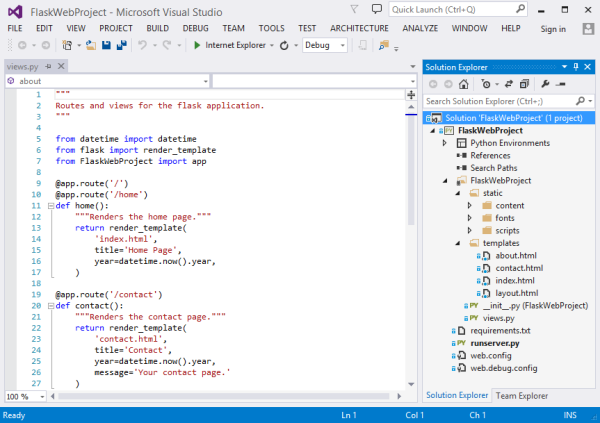 FlaskWebProject - Microsoft Visual Studio
Quick Launch (Ctrl+Q)
FILE EDIT VIEW PROJECT BUILD DEBUG TEAM TOOLS TEST ARCHITECTURE ANALYZE WINDOW HELP Sign in
Internet Explorer Debug
views.py
about
1 """
2 Routes and views for the flask application.
3 """
4
5 from datetime import datetime
6 from flask import render_template
7 from FlaskWebProject import app
8
9 @app.route('/')
10 @app.route('/home')
11 def home():
12 """Renders the home page."""
13 return render_template(
14 'index.html',
15 title='Home Page',
16 year=datetime.now().year,
17 )
18
19 @app.route('/contact')
20 def contact():
21 """Renders the contact page."""
22 return render_template(
23 'contact.html',
24 title='Contact',
25 year=datetime.now().year,
26 message='Your contact page.'
27 )
100 %
Solution Explorer
Search Solution Explorer (Ctrl+;)
Solution 'FlaskWebProject' (1 project)
FlaskWebProject
Python Environments
References
Search Paths
FlaskWebProject
static
content
fonts
scripts
templates
about.html
contact.html
index.html
layout.html
PY __init__.py (FlaskWebProject)
PY views.py
requirements.txt
PY runserver.py
web.config
web.debug.config
Solution Explorer Team Explorer
Ready Ln 1 Col 1 Ch 1 INS